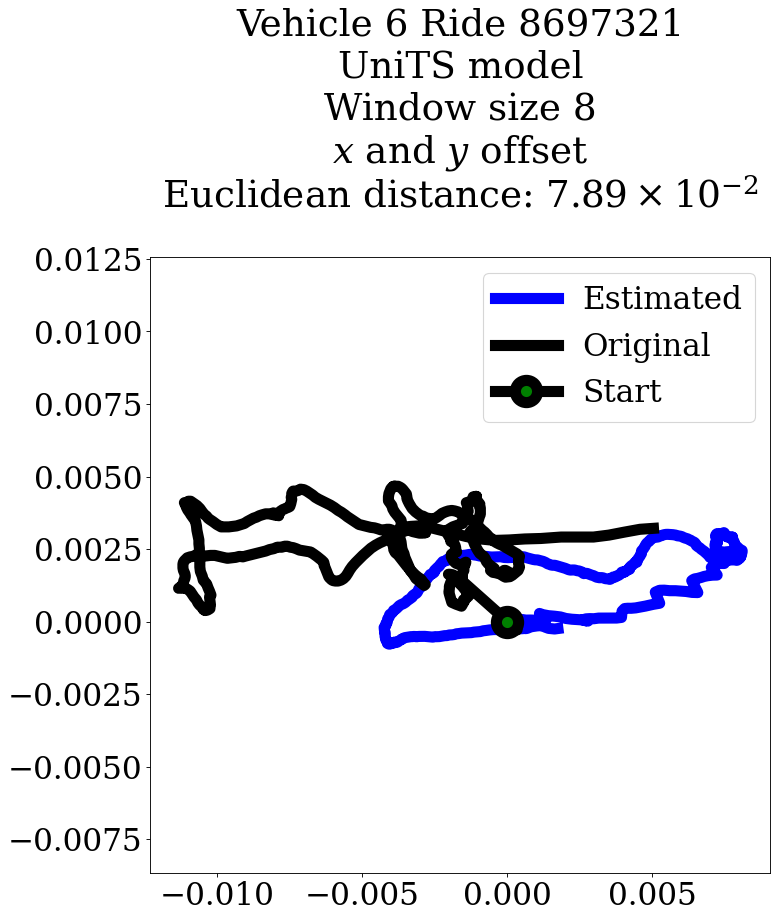 Vehicle 6 Ride 8697321
UniTS model
Window size 8
x and y offset
Euclidean distance: 7.89 × 10⁻²
Estimated
Original
Start
0.0125
0.0100
0.0075
0.0050
0.0025
0.0000
−0.0025
−0.0050
−0.0075
−0.010
−0.005
0.000
0.005